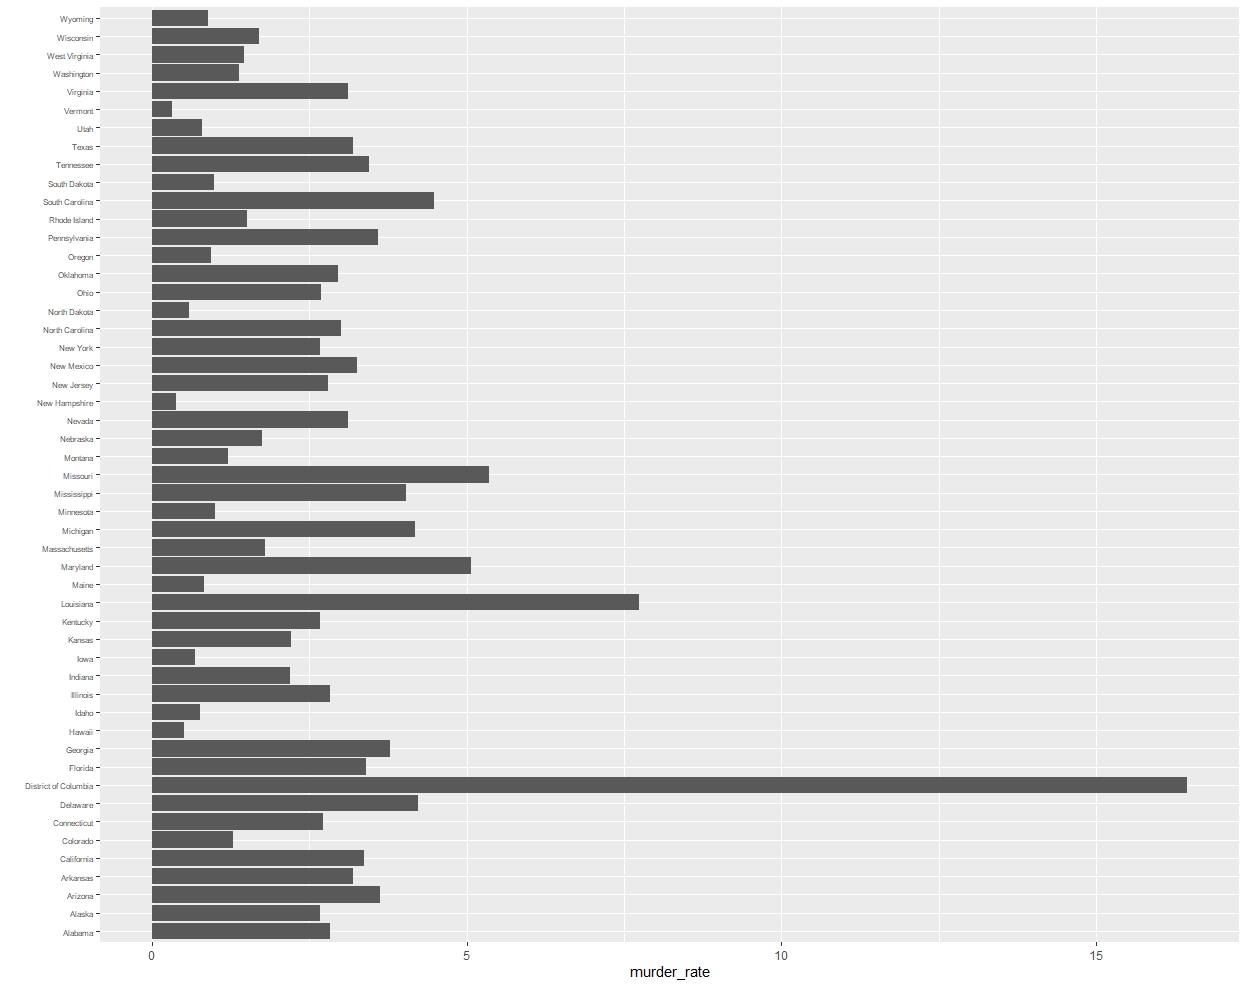 Wyoming
Wisconsin
West Virginia
Washington
Virginia
Vermont
Utah
Texas
Tennessee
South Dakota
South Carolina
Rhode Island
Pennsylvania
Oregon
Oklahoma
Ohio
North Dakota
North Carolina
New York
New Mexico
New Jersey
New Hampshire
Nevada
Nebraska
Montana
Missouri
Mississippi
Minnesota
Michigan
Massachusetts
Maryland
Maine
Louisiana
Kentucky
Kansas
Iowa
Indiana
Illinois
Idaho
Hawaii
Georgia
Florida
District of Columbia
Delaware
Connecticut
Colorado
California
Arkansas
Arizona
Alaska
Alabama
0 5 10 15
murder_rate